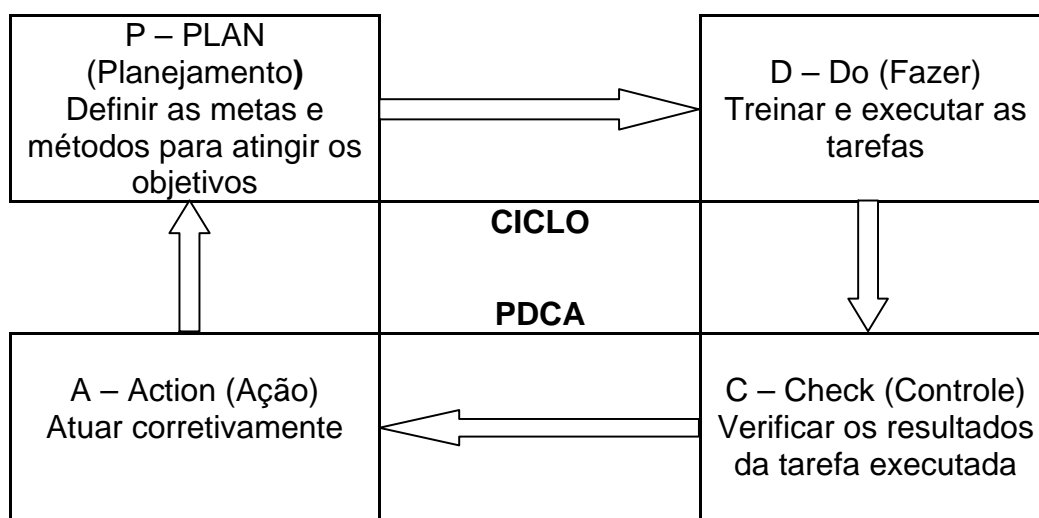 P – PLAN
(Planejamento)
Definir as metas e
métodos para atingir os
objetivos
D – Do (Fazer)
Treinar e executar as
tarefas
CICLO
PDCA
A – Action (Ação)
Atuar corretivamente
C – Check (Controle)
Verificar os resultados
da tarefa executada